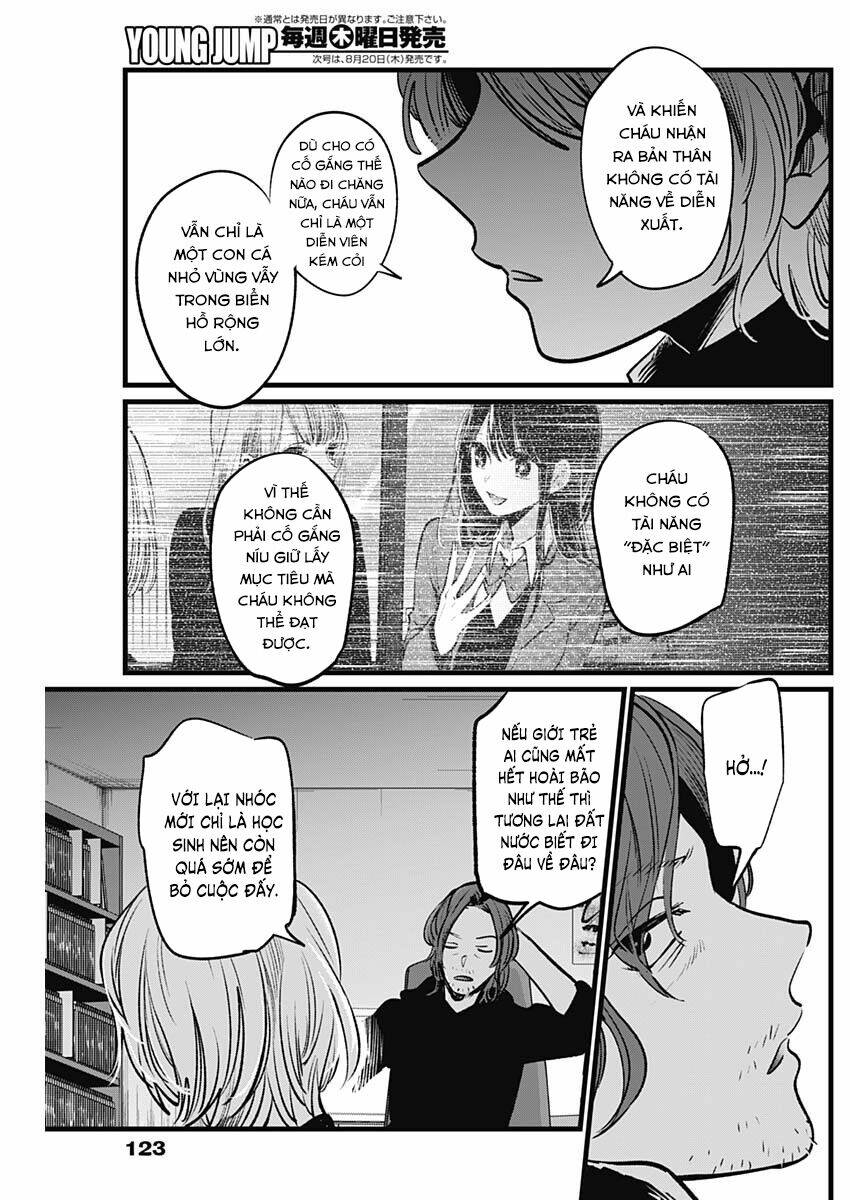 ※通常とは発売日が異なります。ご注意下さい。
YOUNG JUMP 毎週木曜日発売
次号は、8月20日(木)発売です。
VÀ KHIẾN
CHÁU NHẬN
RA BẢN THÂN
KHÔNG CÓ TÀI
NĂNG VỀ DIỄN
XUẤT.
DÙ CHO CÓ
CỐ GẮNG THẾ
NÀO ĐI CHĂNG
NỮA, CHÁU VẪN
CHỈ LÀ MỘT
DIỄN VIÊN
KÉM CỎI
VẪN CHỈ LÀ
MỘT CON CÁ
NHỎ VÙNG VẪY
TRONG BIỂN
HỒ RỘNG
LỚN.
CHÁU
KHÔNG CÓ
TÀI NĂNG
"ĐẶC BIỆT"
NHƯ AI
VÌ THẾ
KHÔNG CẦN
PHẢI CỐ GẮNG
NÍU GIỮ LẤY
MỤC TIÊU MÀ
CHÁU KHÔNG
THỂ ĐẠT
ĐƯỢC.
HỞ...!
NẾU GIỚI TRẺ
AI CŨNG MẤT
HẾT HOÀI BÃO
NHƯ THẾ THÌ
TƯƠNG LAI ĐẤT
NƯỚC BIẾT ĐI
ĐÂU VỀ ĐÂU?
VỚI LẠI NHÓC
MỚI CHỈ LÀ HỌC
SINH NÊN CÒN
QUÁ SỚM ĐỂ
BỎ CUỘC ĐẤY.
123